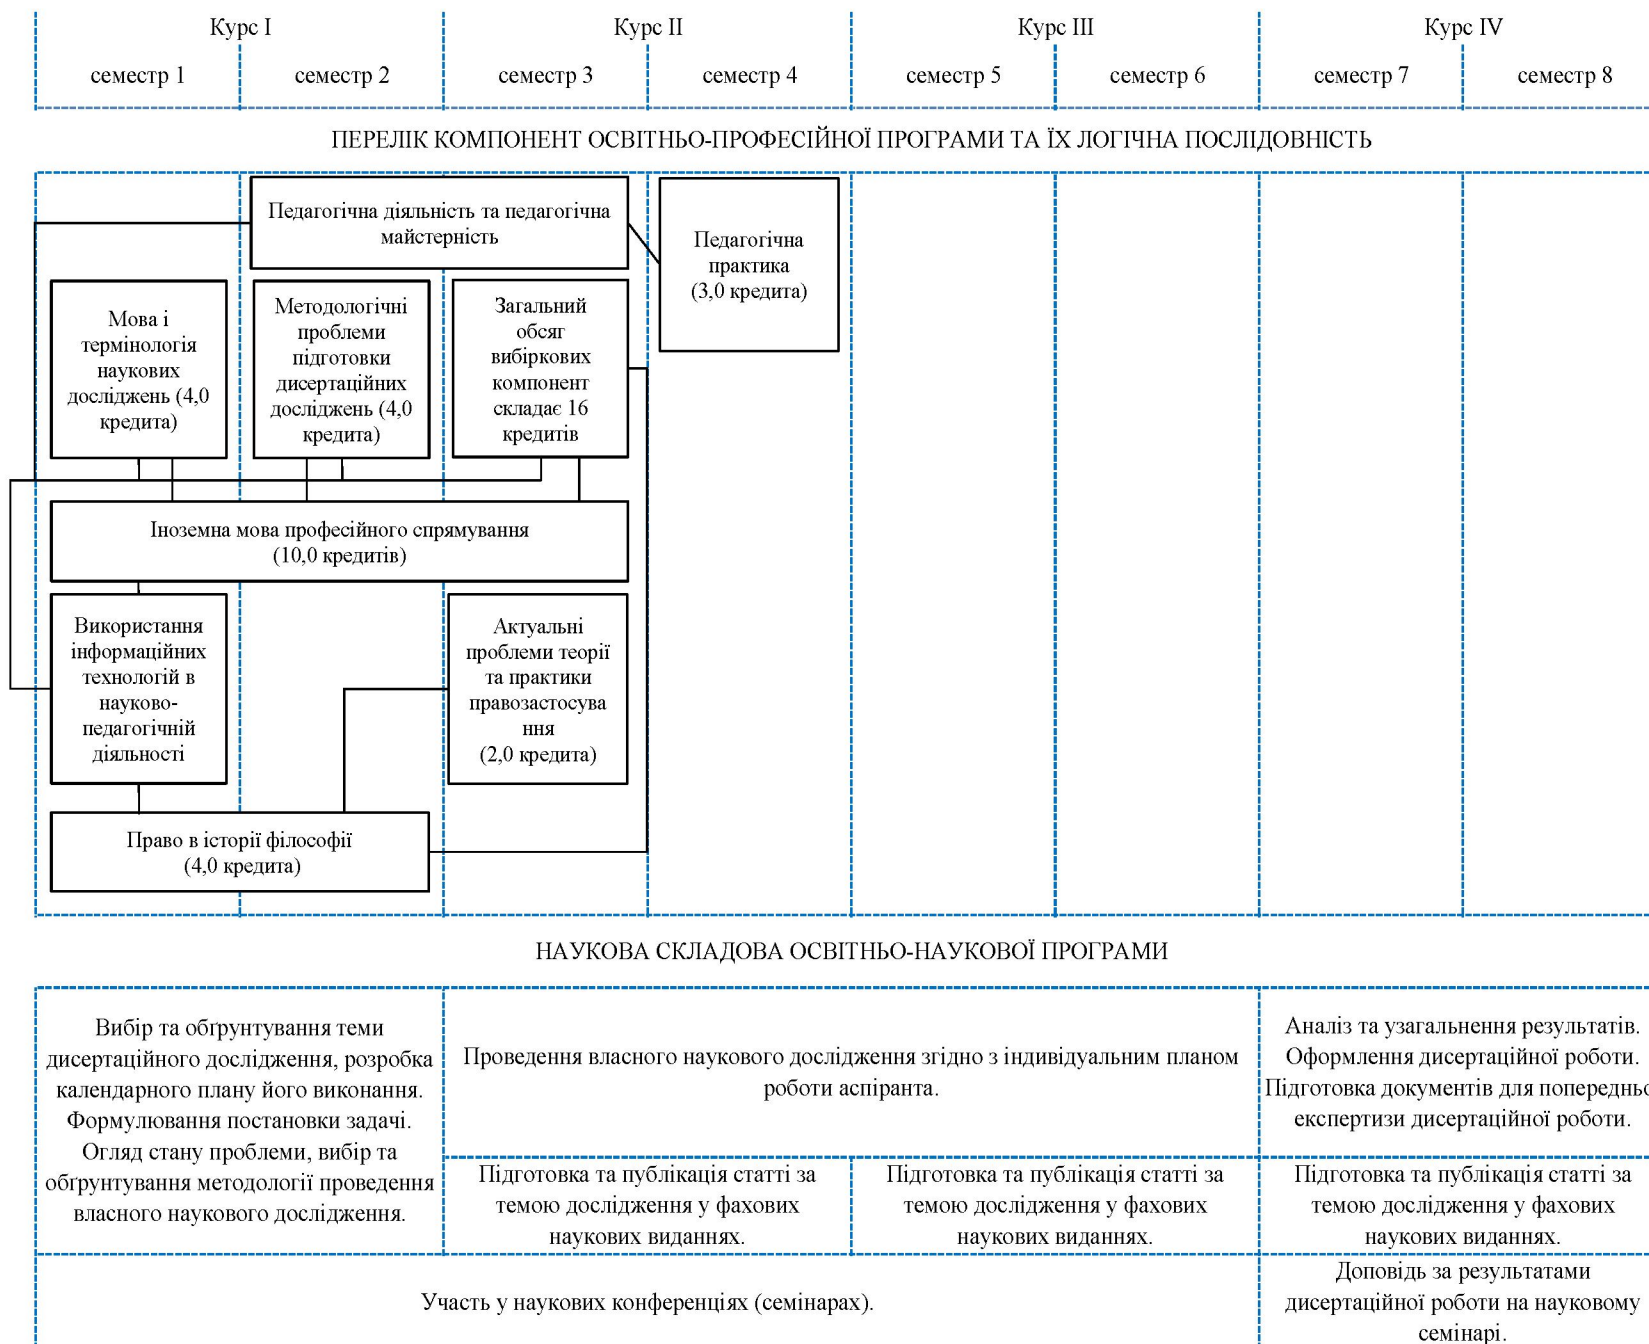 Курс I
Курс II
Курс III
Курс IV
семестр 1
семестр 2
семестр 3
семестр 4
семестр 5
семестр 6
семестр 7
семестр 8
ПЕРЕЛІК КОМПОНЕНТ ОСВІТНЬО-ПРОФЕСІЙНОЇ ПРОГРАМИ ТА ЇХ ЛОГІЧНА ПОСЛІДОВНІСТЬ
Педагогічна діяльність та педагогічна
майстерність
Педагогічна
практика
(3,0 кредита)
Мова і
термінологія
наукових
досліджень (4,0
кредита)
Методологічні
проблеми
підготовки
дисертаційних
досліджень (4,0
кредита)
Загальний
обсяг
вибіркових
компонент
складає 16
кредитів
Іноземна мова професійного спрямування
(10,0 кредитів)
Використання
інформаційних
технологій в
науково-
педагогічній
діяльності
Актуальні
проблеми теорії
та практики
правозастосува
ння
(2,0 кредита)
Право в історії філософії
(4,0 кредита)
НАУКОВА СКЛАДОВА ОСВІТНЬО-НАУКОВОЇ ПРОГРАМИ
Вибір та обґрунтування теми
дисертаційного дослідження, розробка
календарного плану його виконання.
Формулювання постановки задачі.
Огляд стану проблеми, вибір та
обґрунтування методології проведення
власного наукового дослідження.
Проведення власного наукового дослідження згідно з індивідуальним планом
роботи аспіранта.
Аналіз та узагальнення результатів.
Оформлення дисертаційної роботи.
Підготовка документів для попередньо
експертизи дисертаційної роботи.
Підготовка та публікація статті за
темою дослідження у фахових
наукових виданнях.
Підготовка та публікація статті за
темою дослідження у фахових
наукових виданнях.
Підготовка та публікація статті за
темою дослідження у фахових
наукових виданнях.
Участь у наукових конференціях (семінарах).
Доповідь за результатами
дисертаційної роботи на науковому
семінарі.